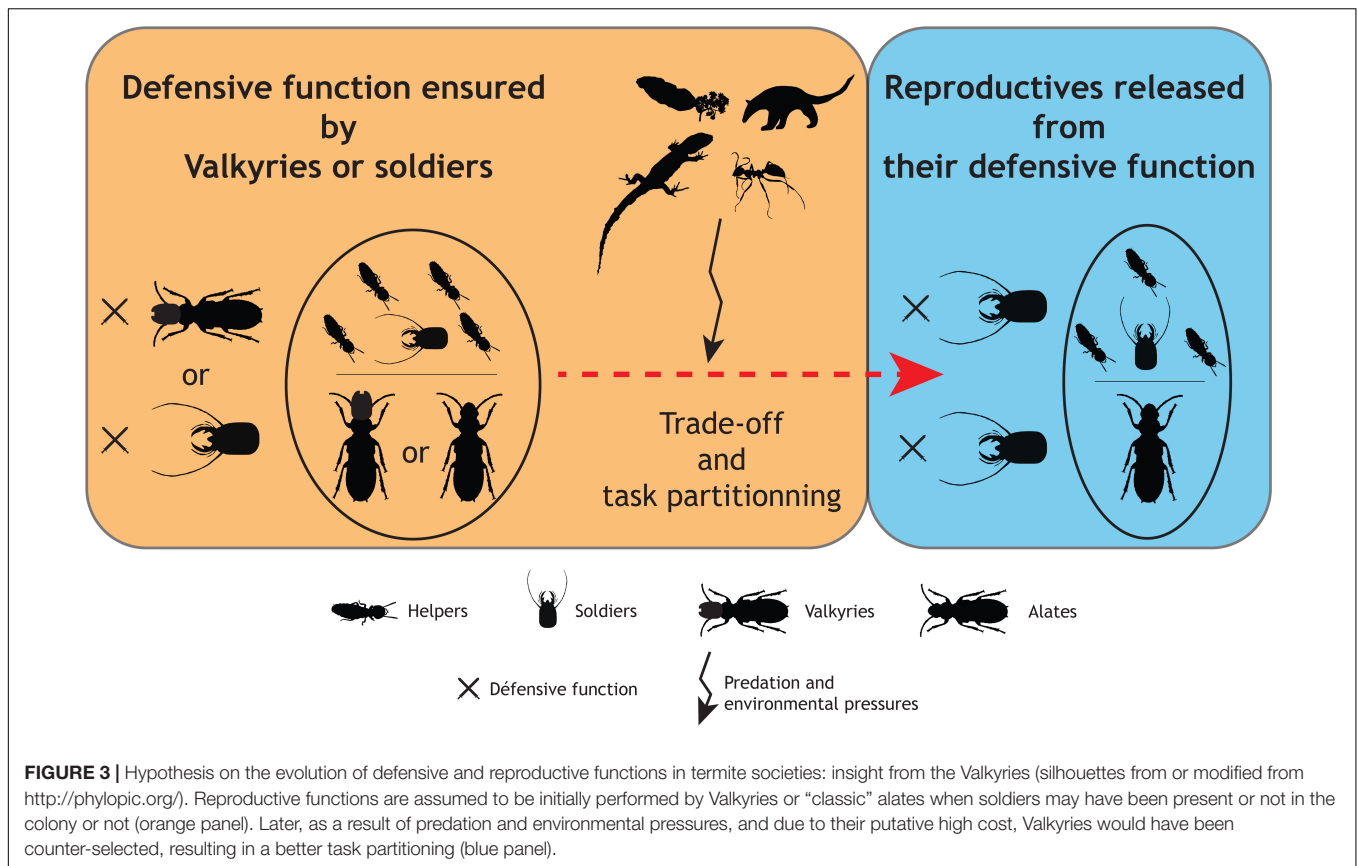 Defensive function ensured
by
Valkyries or soldiers
or
or
Trade-off
and
task partitionning
Reproductives released
from
their defensive function
Helpers
Soldiers
Valkyries
Alates
Défensive function
Predation and
environmental pressures
FIGURE 3 | Hypothesis on the evolution of defensive and reproductive functions in termite societies: insight from the Valkyries (silhouettes from or modified from
http://phylopic.org/). Reproductive functions are assumed to be initially performed by Valkyries or “classic” alates when soldiers may have been present or not in the
colony or not (orange panel). Later, as a result of predation and environmental pressures, and due to their putative high cost, Valkyries would have been
counter-selected, resulting in a better task partitioning (blue panel).